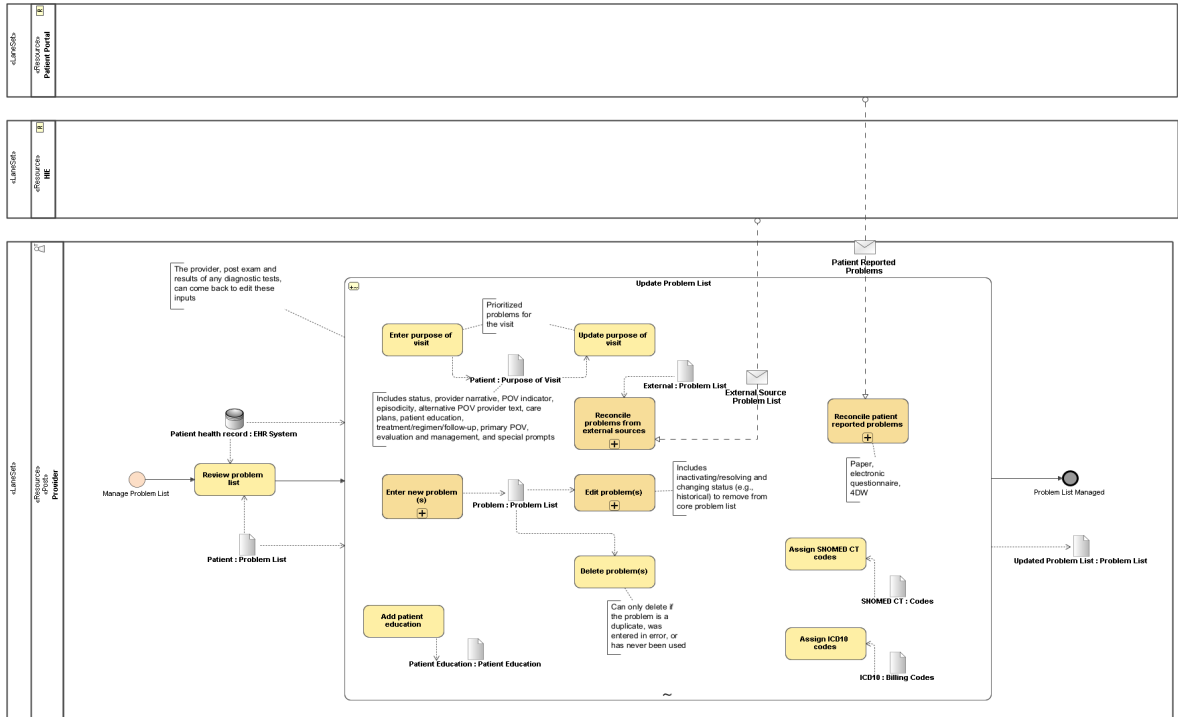 «LaneSet»
«Resource»
Patient Portal
R
«LaneSet»
«Resource»
HIE
R
«LaneSet»
«Resource»
«Post»
Provider
The provider, post exam and
results of any diagnostic tests,
can come back to edit these
inputs
Patient Reported
Problems
Update Problem List
Prioritized
problems for
the visit
Enter purpose of
visit
Update purpose of
visit
Patient : Purpose of Visit
External : Problem List
External Source
Problem List
Includes status, provider narrative, POV indicator,
episodicity, alternative POV provider text, care
plans, patient education,
treatment/regimen/follow-up, primary POV,
evaluation and management, and special prompts
Reconcile
problems from
external sources
Reconcile patient
reported problems
Patient health record : EHR System
Paper,
electronic
questionnaire,
4DW
Review problem
list
Manage Problem List
Enter new problem
(s)
Problem : Problem List
Edit problem(s)
Includes
inactivating/resolving and
changing status (e.g.,
historical) to remove from
core problem list
Problem List Managed
Patient : Problem List
Delete problem(s)
Assign SNOMED CT
codes
Updated Problem List : Problem List
SNOMED CT : Codes
Can only delete if
the problem is a
duplicate, was
entered in error, or
has never been used
Add patient
education
Patient Education : Patient Education
Assign ICD10
codes
ICD10 : Billing Codes